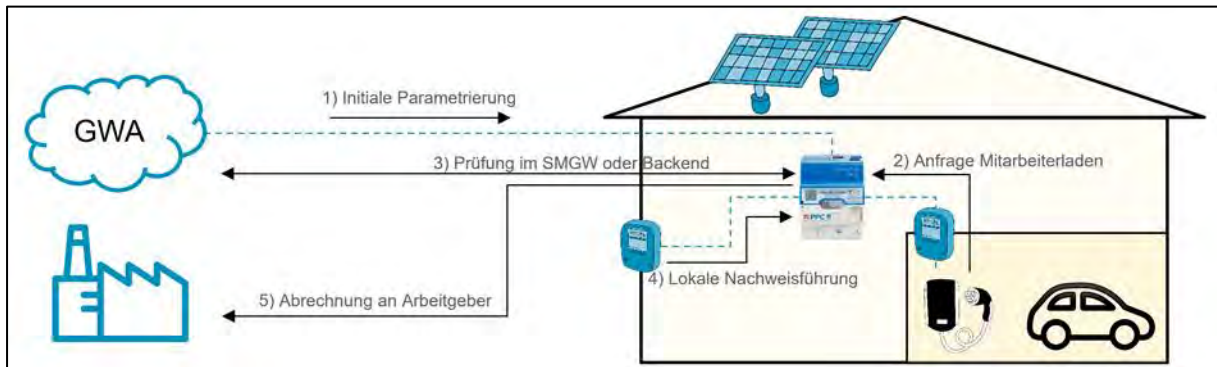 1) Initiale Parametrierung
GWA
3) Prüfung im SMGW oder Backend
2) Anfrage Mitarbeiterladen
PPC
4) Lokale Nachweisführung
5) Abrechnung an Arbeitgeber